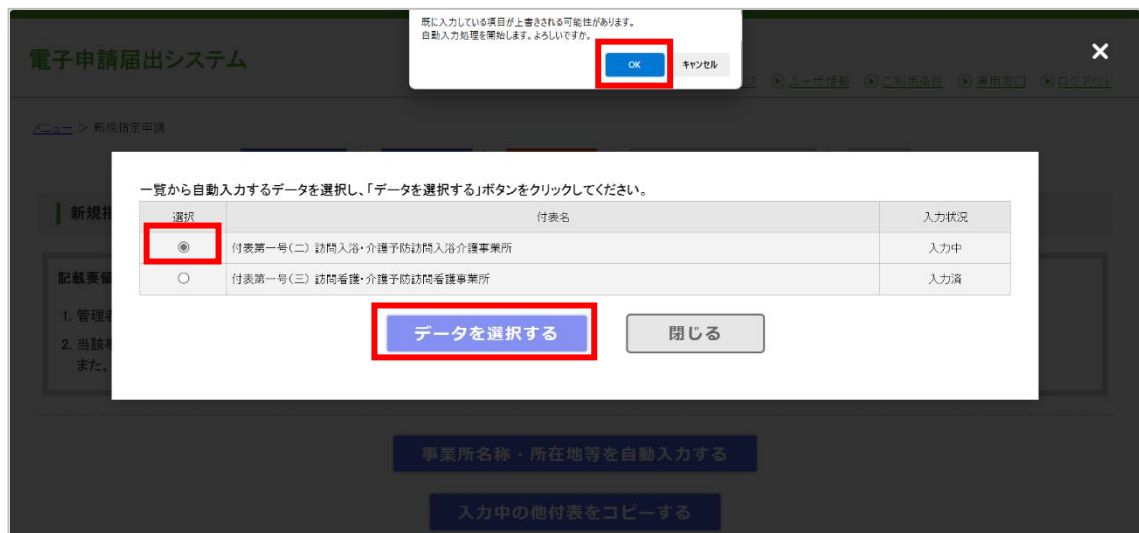 既に入力している項目が上書きされる可能性があります。
自動入力処理を開始します。よろしいですか。
OK キャンセル
電子申請届出システム
×
プ ユーザ情報 ご利用条件 専用窓口 ログアウト
メニュー > 新規指定申請
一覧から自動入力するデータを選択し、「データを選択する」ボタンをクリックしてください。
新規指
選択 付表名 入力状況
付表第一号(二) 訪問入浴・介護予防訪問入浴介護事業所 入力中
付表第一号(三) 訪問看護・介護予防訪問看護事業所 入力済
記載要領
1. 管理者
2. 当該事
また、
データを選択する 閉じる
事業所名称・所在地等を自動入力する
入力中の他付表をコピーする